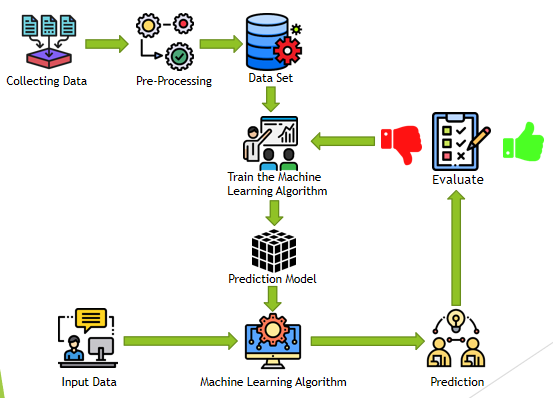 Collecting Data
Pre-Processing
Data Set
Train the Machine
Learning Algorithm
Evaluate
Prediction Model
Input Data
Machine Learning Algorithm
Prediction